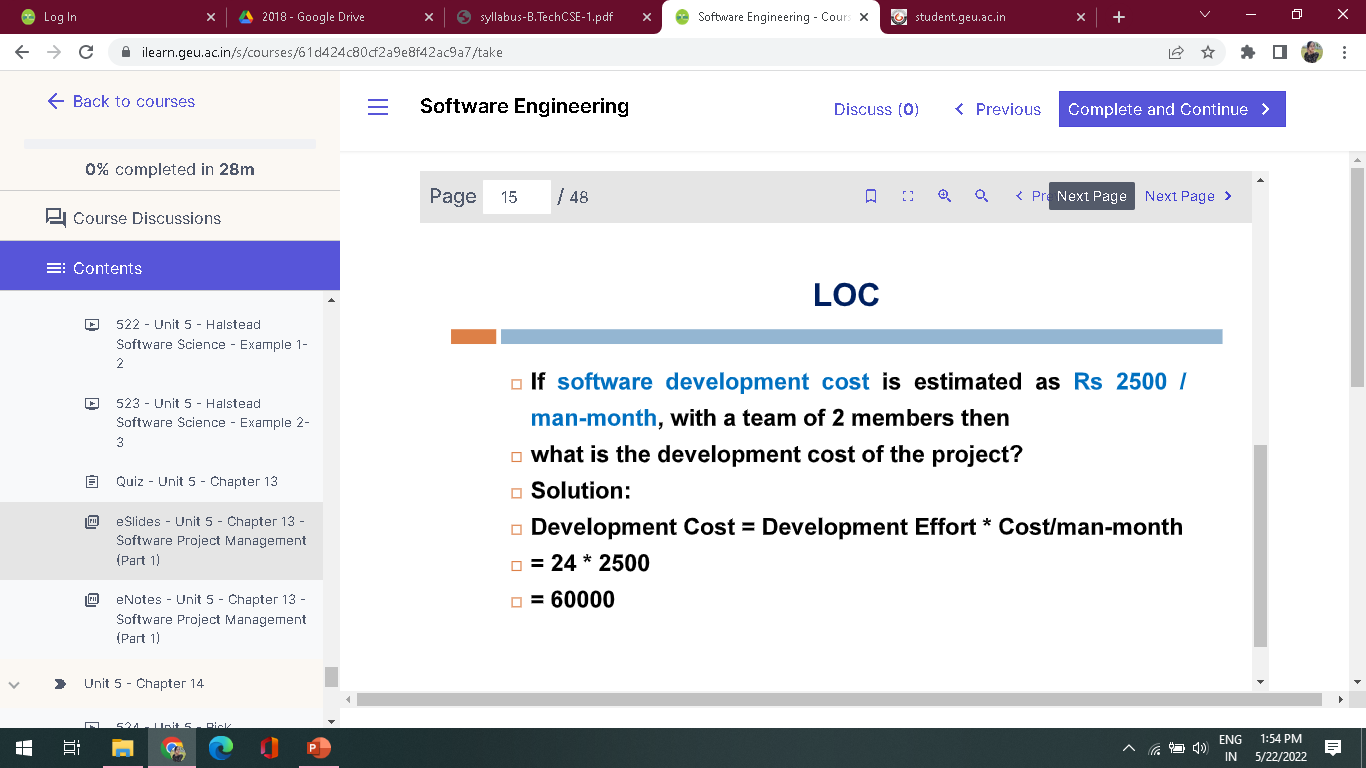 Log In
2018 - Google Drive
syllabus-B.TechCSE-1.pdf
Software Engineering - Cour
student.geu.ac.in
ilearn.geu.ac.in/s/courses/61d424c80cf2a9e8f42ac9a7/take
Back to courses
0% completed in 28m
Course Discussions
Contents
522 - Unit 5 - Halstead
Software Science - Example 1-
2
523 - Unit 5 - Halstead
Software Science - Example 2-
3
Quiz - Unit 5 - Chapter 13
eSlides - Unit 5 - Chapter 13 -
Software Project Management
(Part 1)
eNotes - Unit 5 - Chapter 13 -
Software Project Management
(Part 1)
Unit 5 - Chapter 14
524 - Unit 5 - Risk
Software Engineering
Discuss (0)
Previous
Complete and Continue
Page 15 / 48
Pre
Next Page
Next Page
LOC
If software development cost is estimated as Rs 2500 /
man-month, with a team of 2 members then
what is the development cost of the project?
Solution:
Development Cost = Development Effort * Cost/man-month
= 24 * 2500
= 60000
ENG
IN
1:54 PM
5/22/2022